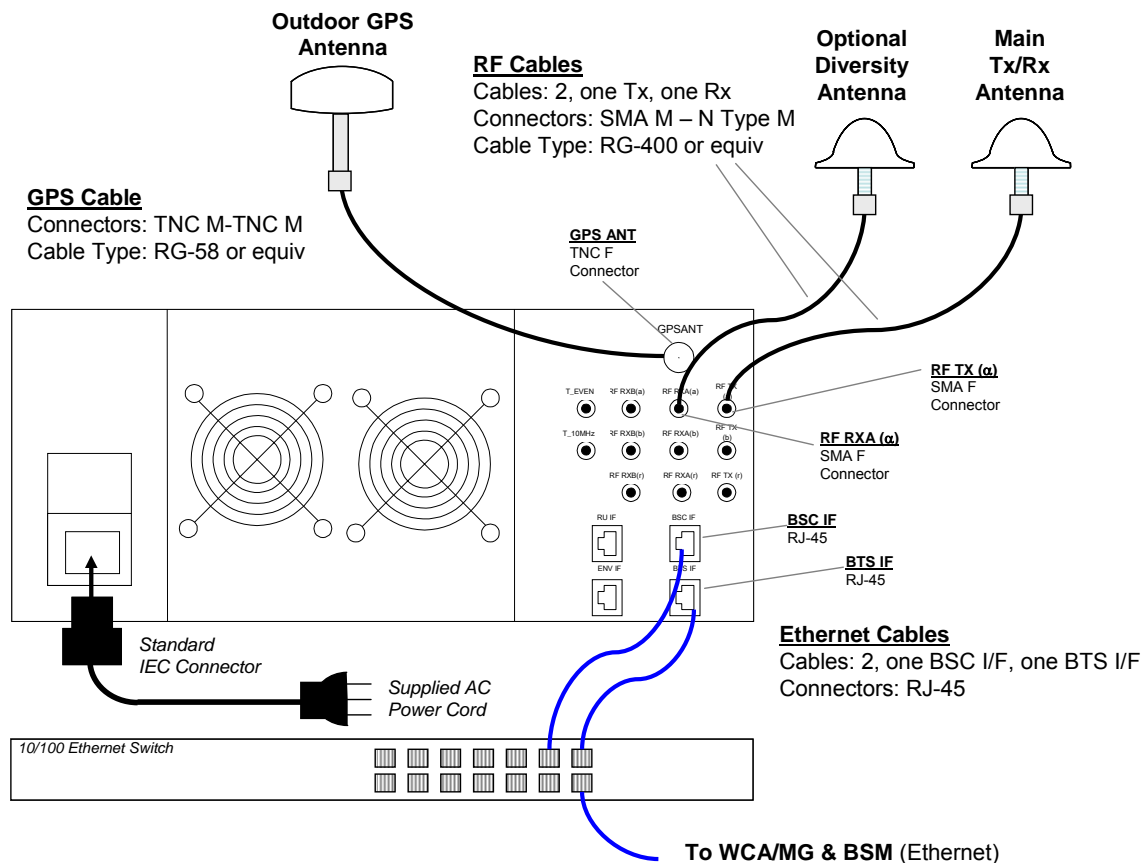 Outdoor GPS
Antenna
RF Cables
Cables: 2, one Tx, one Rx
Connectors: SMA M – N Type M
Cable Type: RG-400 or equiv
Optional
Diversity
Antenna
Main
Tx/Rx
Antenna
GPS Cable
Connectors: TNC M-TNC M
Cable Type: RG-58 or equiv
GPS ANT
TNC F
Connector
GPSANT
T_EVEN
RF RXB(a)
RF RXA(a)
RF TX
RF TX (α)
SMA F
Connector
T_10MHz
RF RXB(b)
RF RXA(b)
RF TX
(b)
RF RXA (α)
SMA F
Connector
RF RXB(r)
RF RXA(r)
RF TX (r)
RU IF
BSC IF
BSC IF
RJ-45
ENV IF
BTS IF
BTS IF
RJ-45
Standard
IEC Connector
Supplied AC
Power Cord
Ethernet Cables
Cables: 2, one BSC I/F, one BTS I/F
Connectors: RJ-45
10/100 Ethernet Switch
To WCA/MG & BSM (Ethernet)